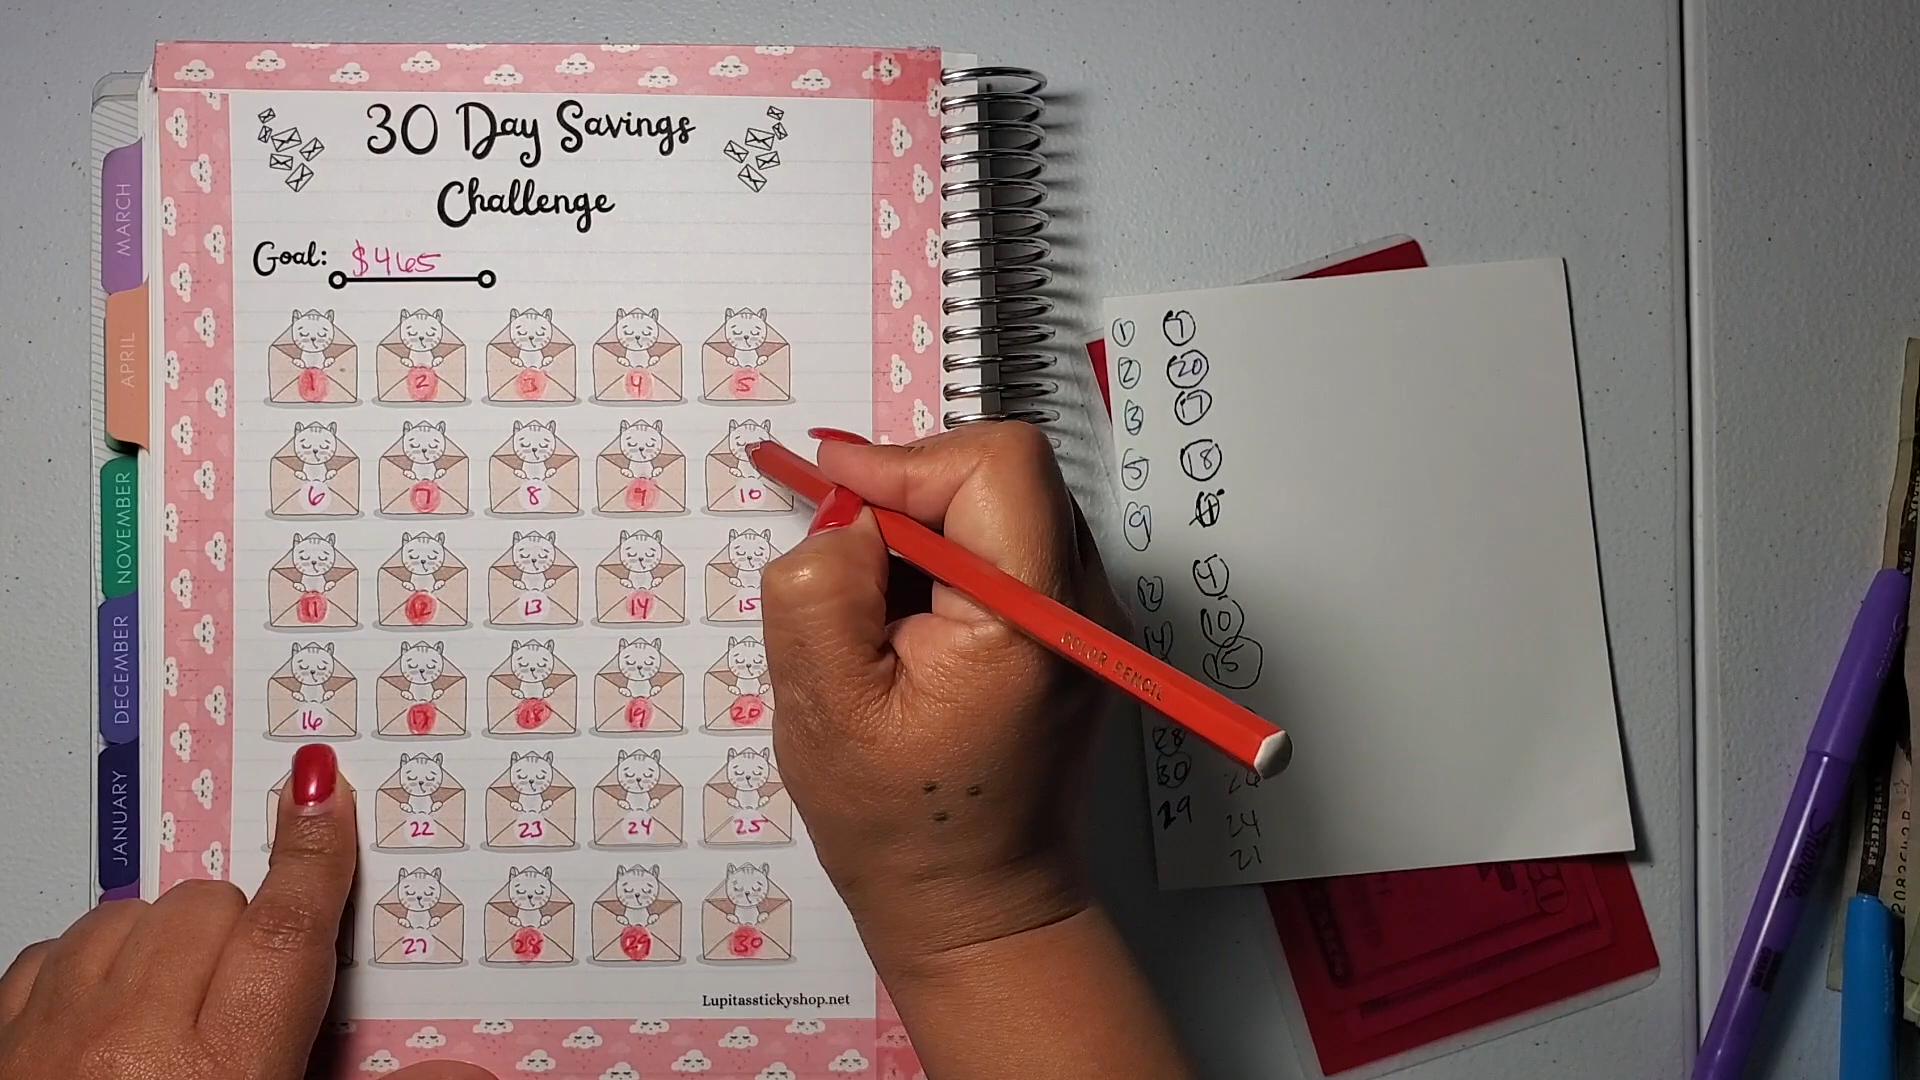 30 Day Savings
Challenge
Goal: $465
1 2 3 4 5
6 7 8 9 10
11 12 13 14 15
16 17 18 19 20
22 23 24 25
27 28 29 30
Lupitasstickyshop.net
MARCH
APRIL
NOVEMBER
DECEMBER
JANUARY
COLOR PENCIL
1 7
2 20
3 17
5 18
9
12 4
14 10
15
28
30 26
29 24
21
Sharpie